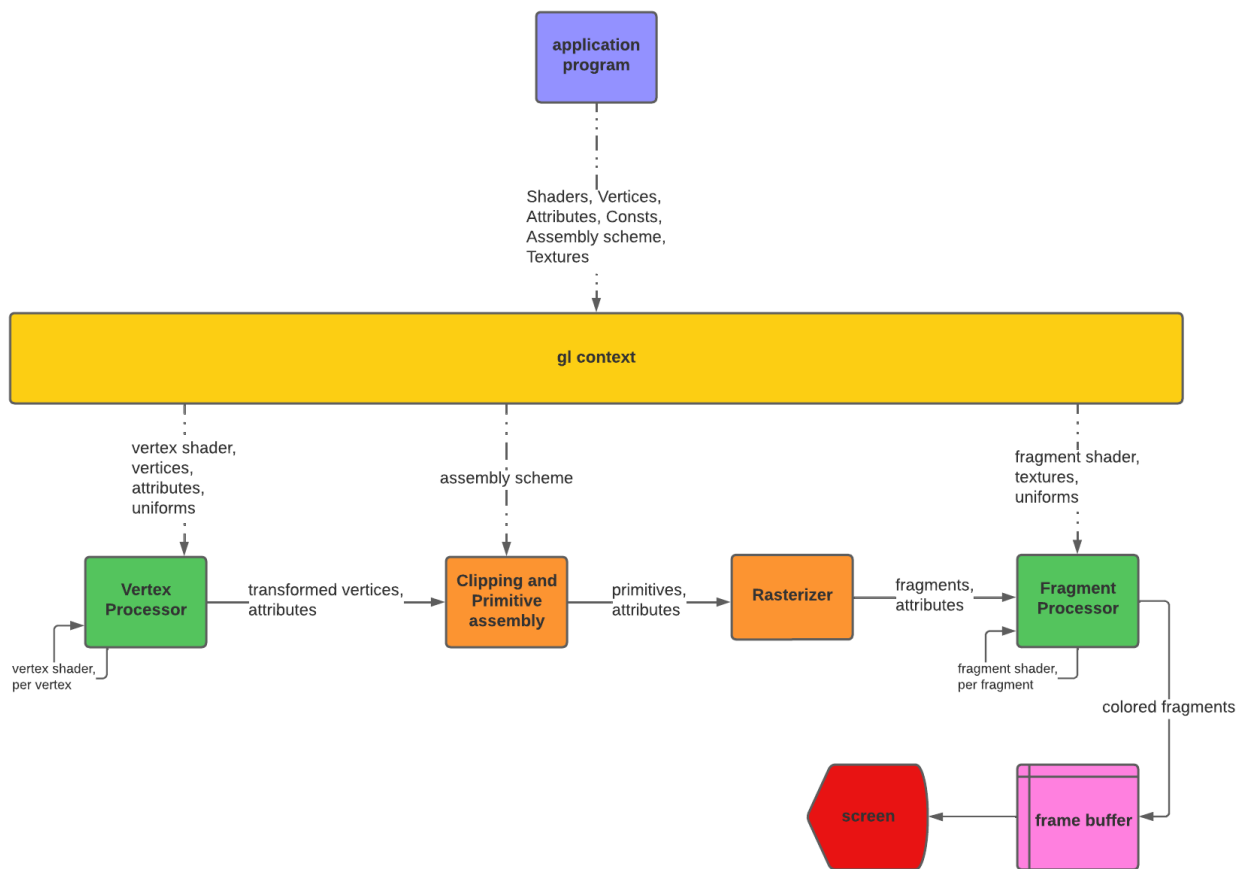 application
program
Shaders, Vertices,
Attributes, Consts,
Assembly scheme,
Textures
gl context
vertex shader,
vertices,
attributes,
uniforms
assembly scheme
fragment shader,
textures,
uniforms
Vertex
Processor
transformed vertices,
attributes
Clipping and
Primitive
assembly
primitives,
attributes
Rasterizer
fragments,
attributes
Fragment
Processor
vertex shader,
per vertex
fragment shader,
per fragment
colored fragments
screen
frame buffer